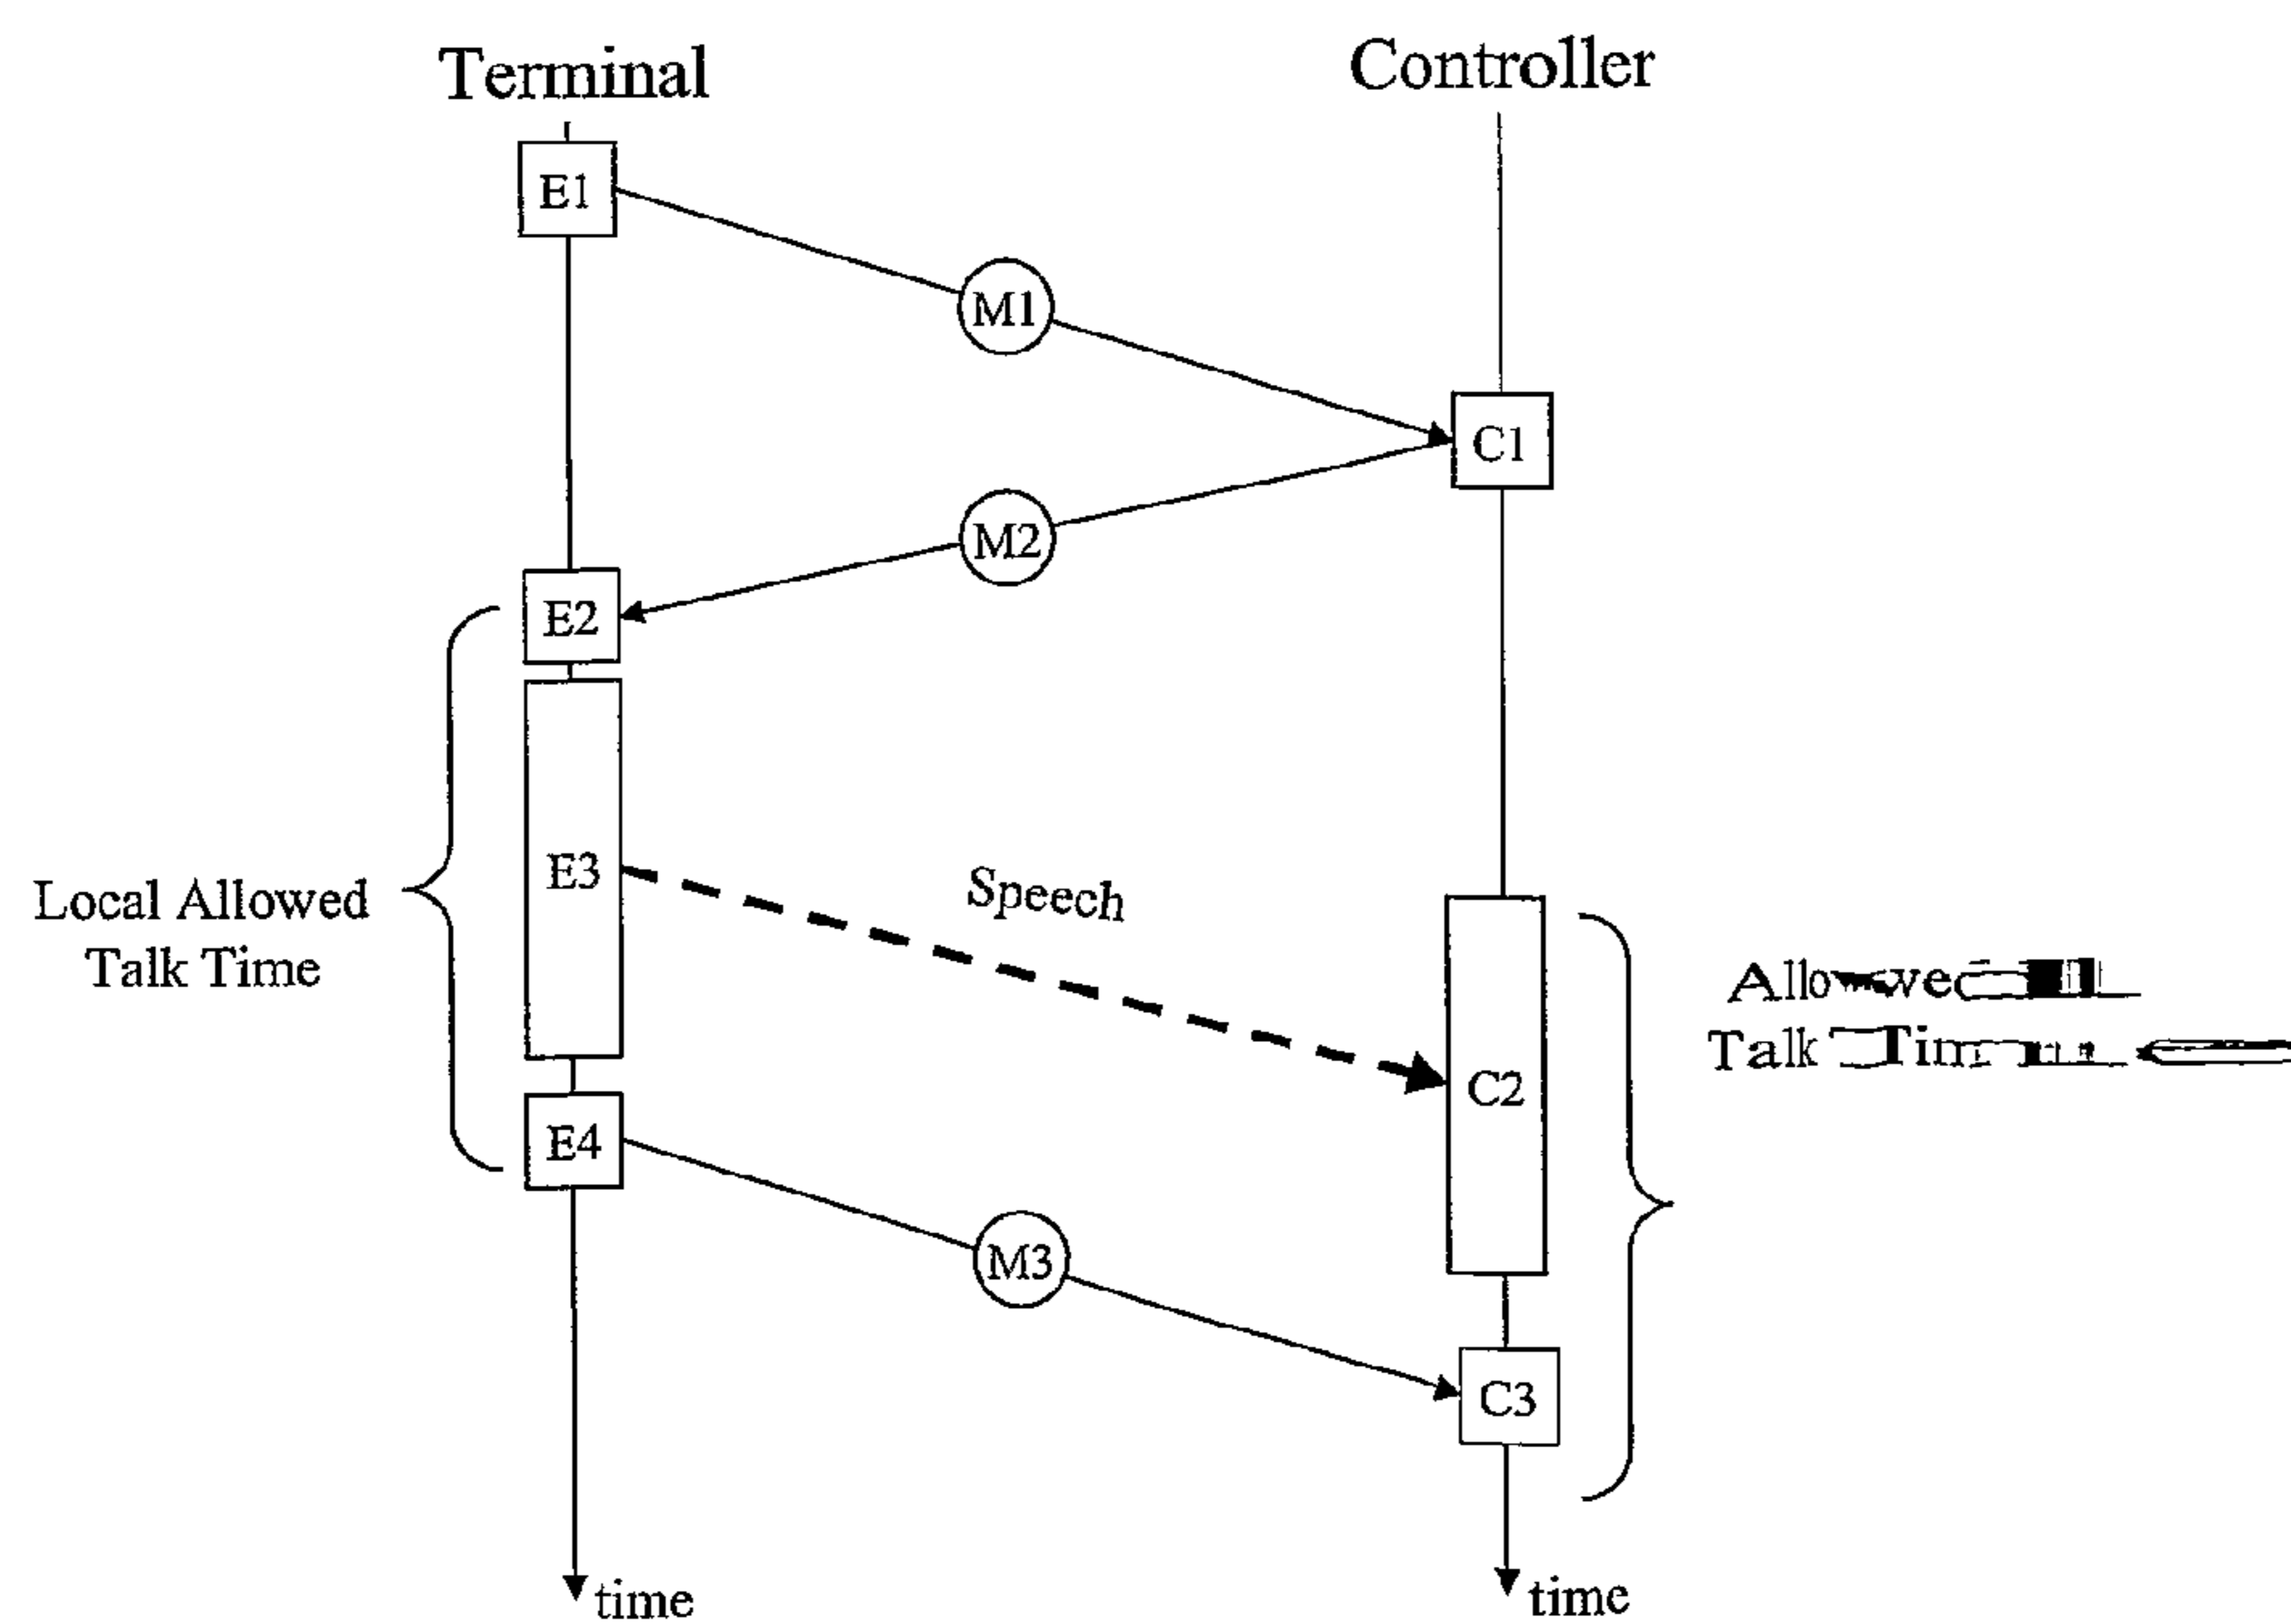 Terminal
Controller
E1
M1
C1
M2
E2
E3
Speech
Local Allowed
Talk Time
C2
Talk
E4
M3
C3
time
time